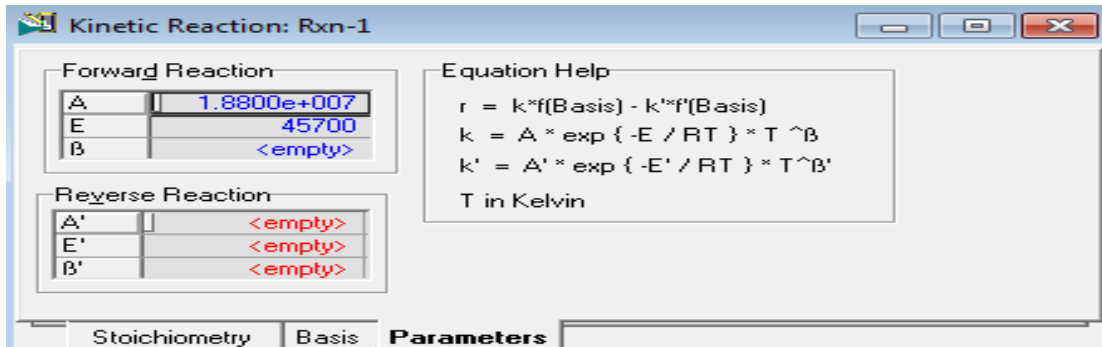 Kinetic Reaction: Rxn-1
Forward Reaction
A 1.8800e+007
E 45700
ß <empty>
Reverse Reaction
A' <empty>
E' <empty>
ß' <empty>
Equation Help
r = k*f(Basis) - k'*f'(Basis)
k = A * exp { -E / RT } * T ^ß
k' = A' * exp { -E' / RT } * T^ß'
T in Kelvin
Stoichiometry Basis Parameters